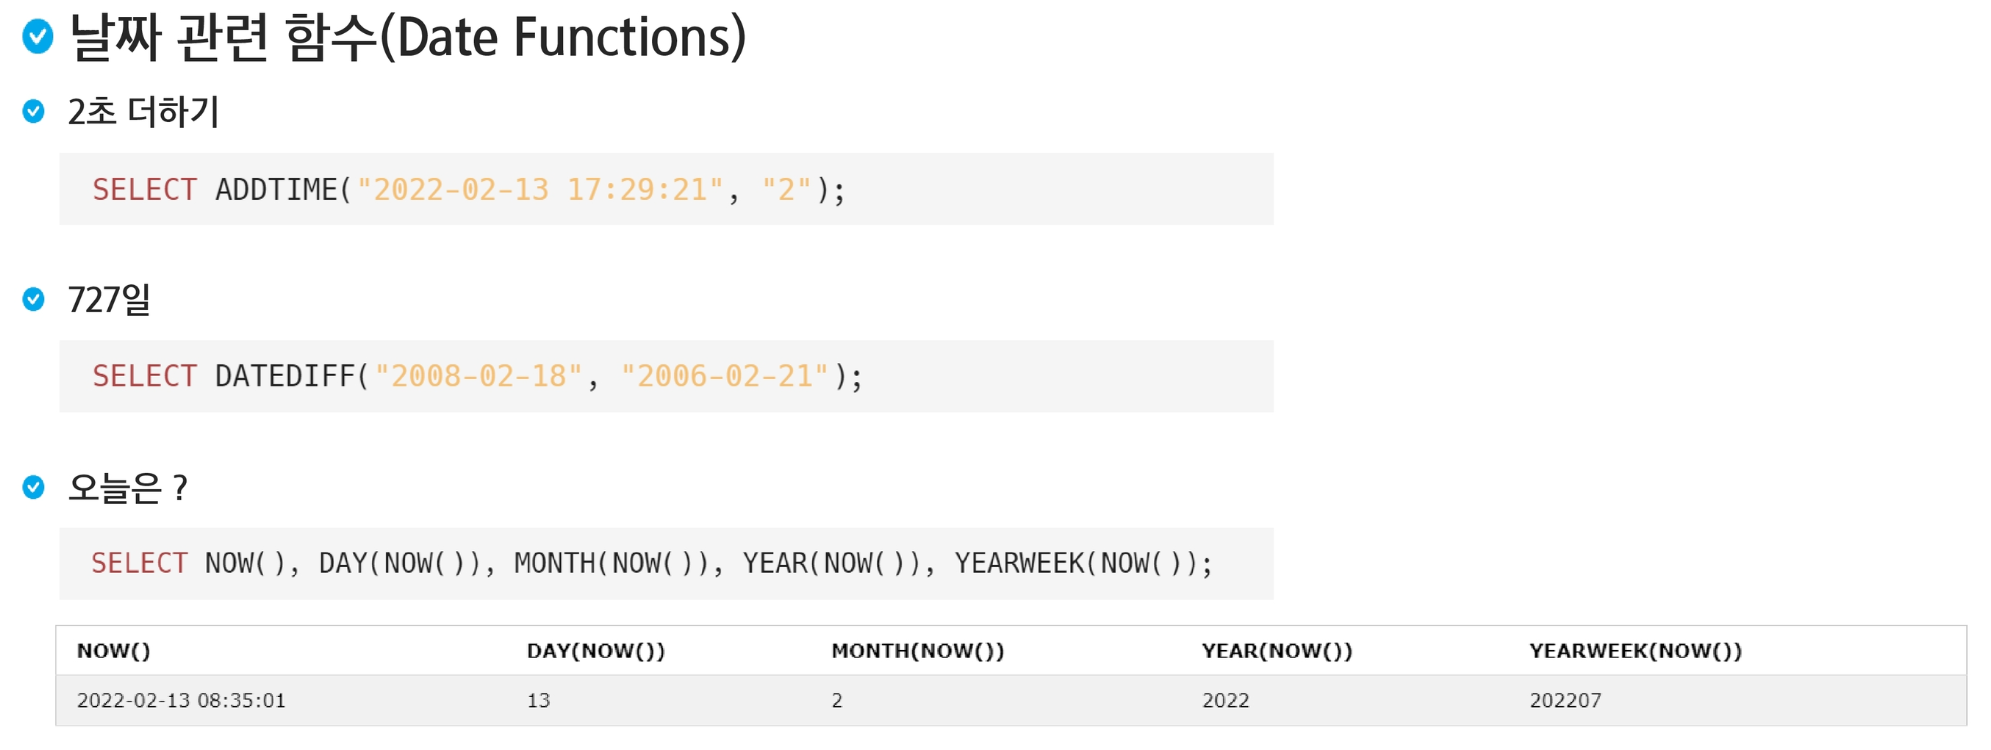 날짜 관련 함수(Date Functions)
2초 더하기
SELECT ADDTIME("2022-02-13 17:29:21", "2");
727일
SELECT DATEDIFF("2008-02-18", "2006-02-21");
오늘은 ?
SELECT NOW(), DAY(NOW()), MONTH(NOW()), YEAR(NOW()), YEARWEEK(NOW());
NOW() DAY(NOW()) MONTH(NOW()) YEAR(NOW()) YEARWEEK(NOW())
2022-02-13 08:35:01 13 2 2022 202207